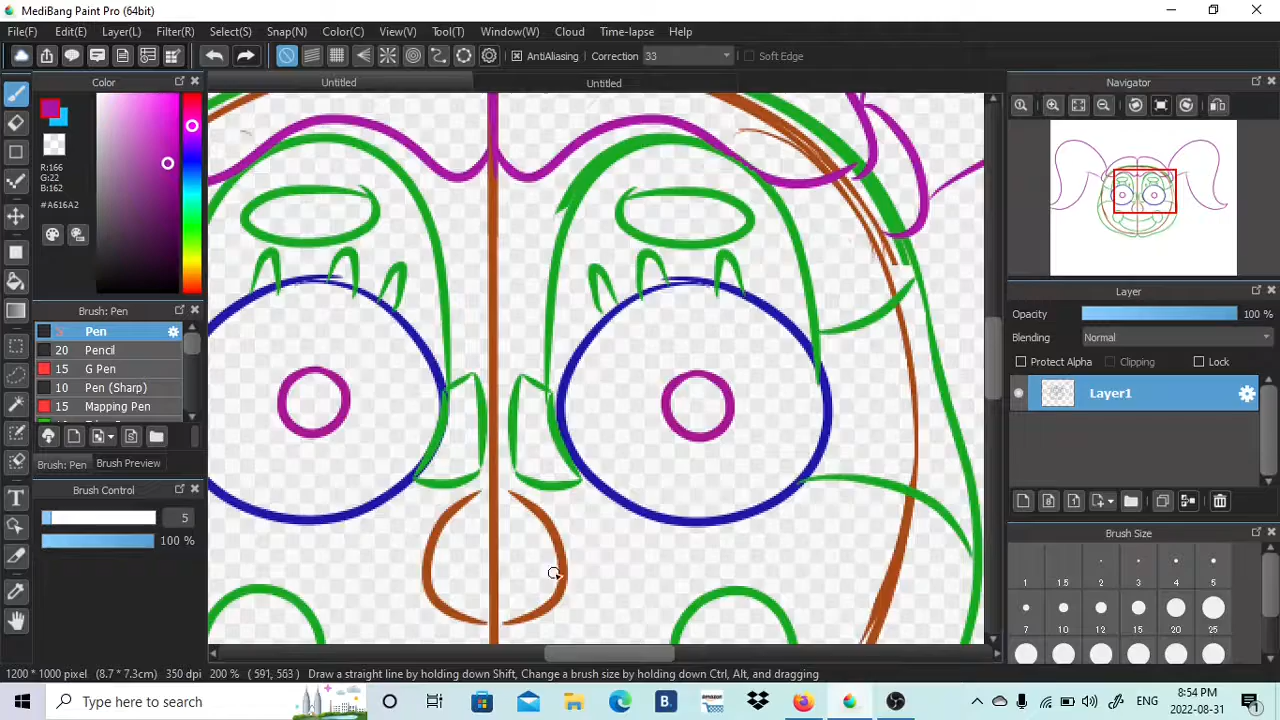 MediBang Paint Pro (64bit)
File(F) Edit(E) Layer(L) Filter(R) Select(S) Snap(N) Color(C) View(V) Tool(T) Window(W) Cloud Time-lapse Help
AntiAliasing Correction 33 Soft Edge
Color Untitled Untitled Navigator
R:166
G:22
B:162
#A616A2
Brush: Pen
5 Pen
20 Pencil
15 G Pen
10 Pen (Sharp)
15 Mapping Pen
Brush: Pen Brush Preview
Brush Control
5
100 %
Layer
Opacity 100 %
Blending Normal
Protect Alpha Clipping Lock
Layer1
Brush Size
1 1.5 2 3 4 5
7 10 12 15 20 25
1200 * 1000 pixel (8.7 * 7.3cm) 350 dpi 200 % ( 591, 563 ) Draw a straight line by holding down Shift, Change a brush size by holding down Ctrl, Alt, and dragging
Type here to search
B.
amazon
ENG
8:54 PM
2022-08-31
1